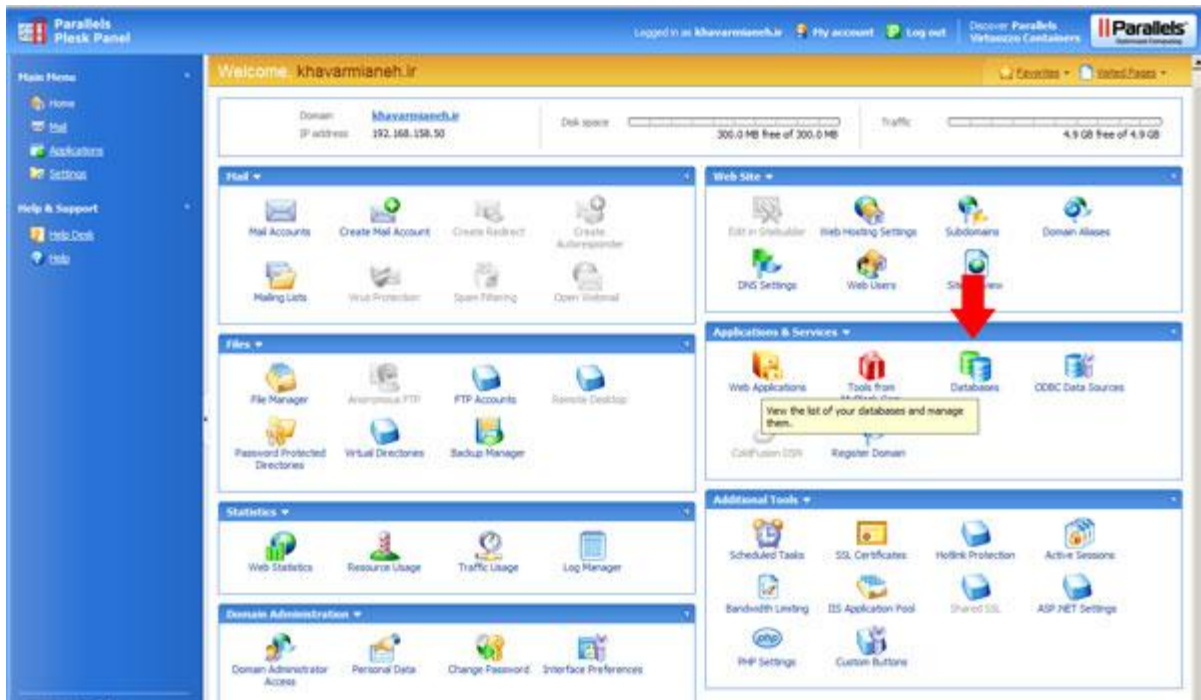 Parallels
Plesk Panel
Logged in as khavarmianeh.ir My account Log out
Discover Parallels
Virtuozzo Containers
Parallels
Main Menu
Home
Mail
Applications
Settings
Help & Support
Help Desk
Help
Welcome, khavarmianeh.ir
Favorites
Visited Pages
Domain khavarmianeh.ir
IP address 192.168.158.50
Disk space
300.0 MB free of 300.0 MB
Traffic
4.9 GB free of 4.9 GB
Mail
Mail Accounts
Create Mail Account
Create Redirect
Create
Autoresponder
Mailing Lists
Virus Protection
Spam Filtering
Open Webmail
Web Site
Edit in Sitebuilder
Web Hosting Settings
Subdomains
Domain Aliases
DNS Settings
Web Users
Files
File Manager
Anonymous FTP
FTP Accounts
Remote Desktop
Password Protected
Directories
Virtual Directories
Backup Manager
Applications & Services
Web Applications
Tools from
Databases
ODBC Data Sources
View the list of your databases and manage
them.
ColdFusion DSN
Register Domain
Statistics
Web Statistics
Resource Usage
Traffic Usage
Log Manager
Additional Tools
Scheduled Tasks
SSL Certificates
Hotlink Protection
Active Sessions
Bandwidth Limiting
IIS Application Pool
Shared SSL
ASP.NET Settings
PHP Settings
Custom Buttons
Domain Administration
Domain Administrator
Access
Personal Data
Change Password
Interface Preferences